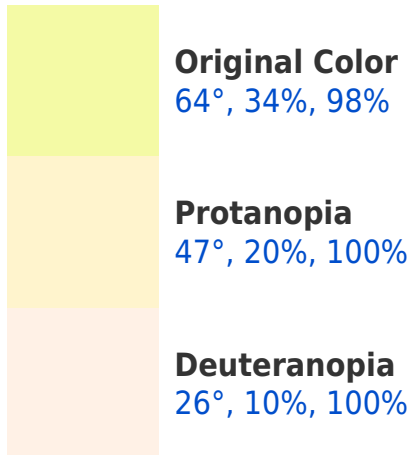 Original Color
64°, 34%, 98%
Protanopia
47°, 20%, 100%
Deuteranopia
26°, 10%, 100%